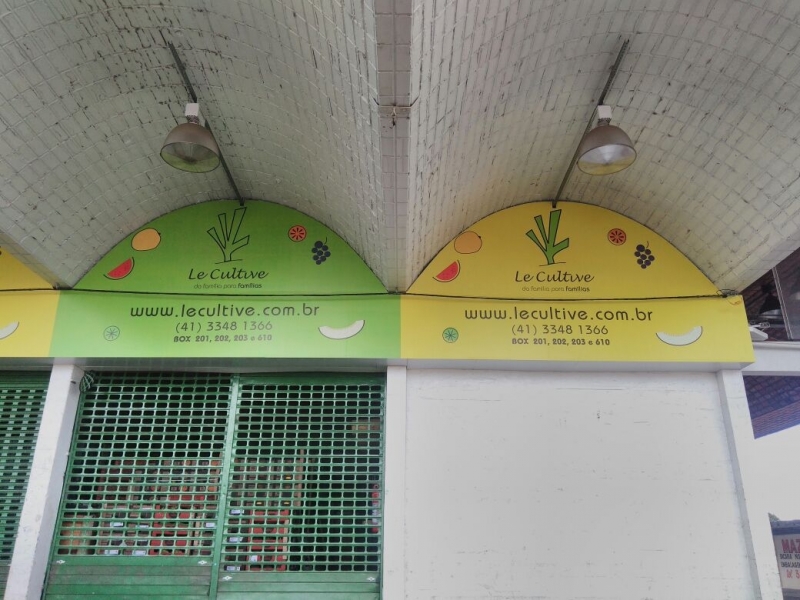 Le Cultive
da família para famílias
www.lecultive.com.br
(41) 3348 1366
BOX 201, 202, 203 e 610
Le Cultive
da família para famílias
www.lecultive.com.br
(41) 3348 1366
BOX 201, 202, 203 e 610